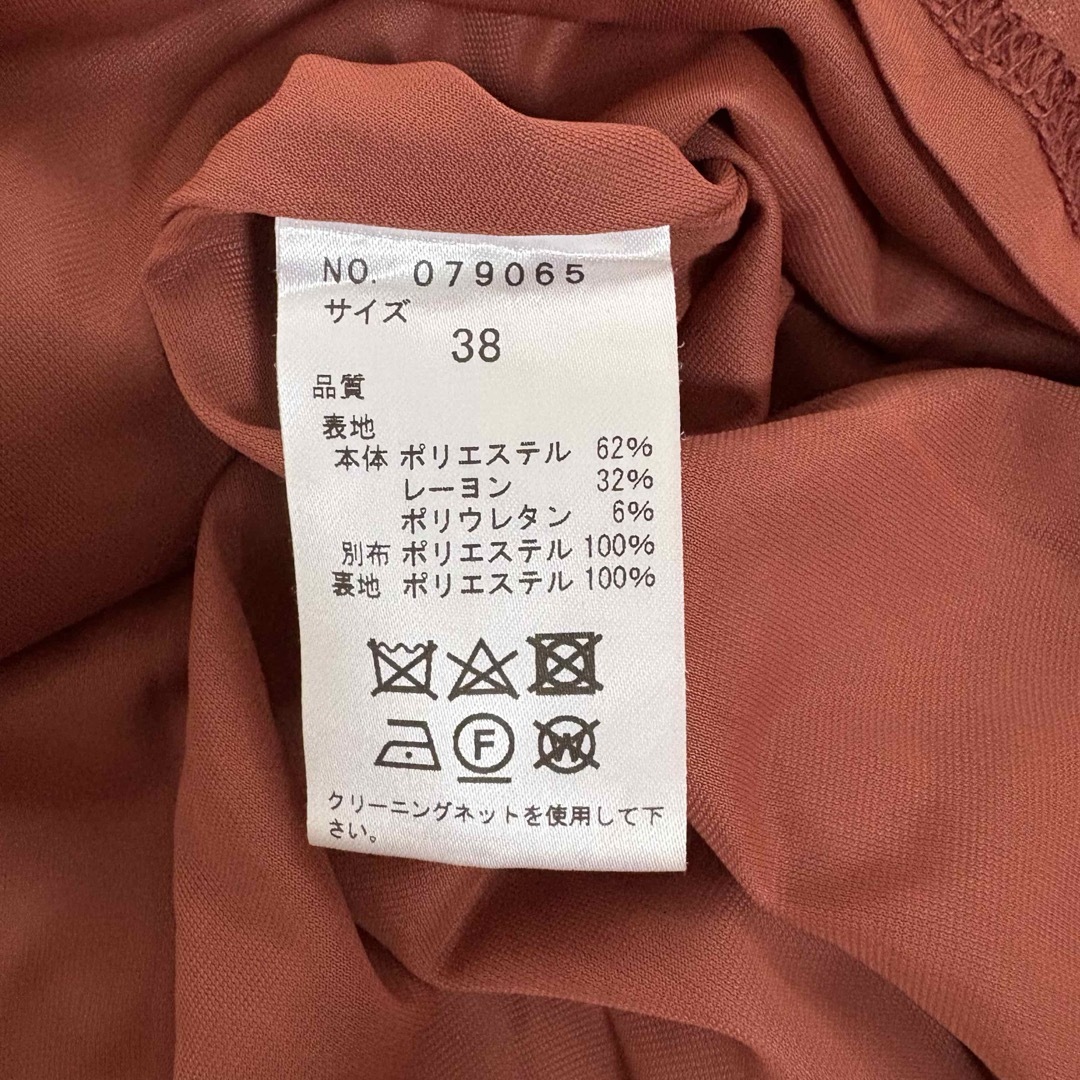 NO. 079065
サイズ
38
品質
表地
本体 ポリエステル 62%
レーヨン 32%
ポリウレタン 6%
別布 ポリエステル 100%
裏地 ポリエステル 100%
F W
クリーニングネットを使用して下
さい。